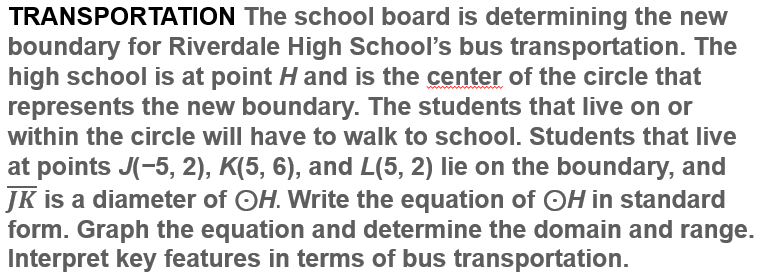 TRANSPORTATION The school board is determining the new
boundary for Riverdale High School’s bus transportation. The
high school is at point H and is the center of the circle that
represents the new boundary. The students that live on or
within the circle will have to walk to school. Students that live
at points J(−5, 2), K(5, 6), and L(5, 2) lie on the boundary, and
J̅K̅ is a diameter of ⊙H. Write the equation of ⊙H in standard
form. Graph the equation and determine the domain and range.
Interpret key features in terms of bus transportation.